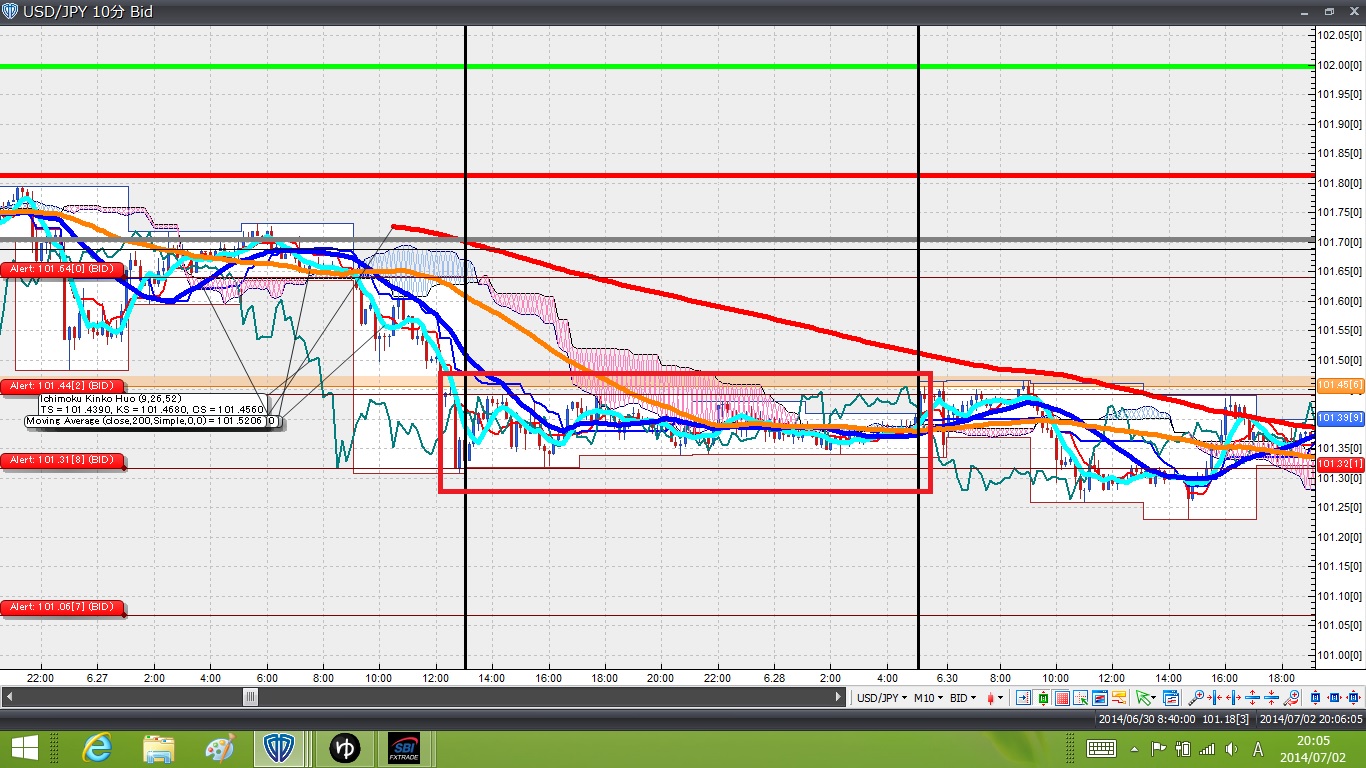 USD/JPY 10分 Bid
102.05[0]
102.00[0]
101.95[0]
101.90[0]
101.85[0]
101.80[0]
101.75[0]
101.70[0]
101.65[0]
101.60[0]
101.55[0]
101.50[0]
101.45[6]
101.39[9]
101.35[0]
101.32[1]
101.30[0]
101.25[0]
101.20[0]
101.15[0]
101.10[0]
101.05[0]
101.00[0]
Alert: 101.64[0] (BID)
Alert: 101.44[2] (BID)
Ichimoku Kinko Huo (9,26,52)
TS = 101.4390, KS = 101.4680, CS = 101.4560
Moving Average (close,200,Simple,0,0) = 101.5206[0]
Alert: 101.31[8] (BID)
Alert: 101.06[7] (BID)
22:00 6.27 2:00 4:00 6:00 8:00 10:00 12:00 14:00 16:00 18:00 20:00 22:00 6.28 2:00 4:00 6.30 8:00 10:00 12:00 14:00 16:00 18:00
USD/JPY M10 BID
2014/06/30 8:40:00 101.18[3] 2014/07/02 20:06:05
ゆ
SBI
FXTRADE
A
20:05
2014/07/02